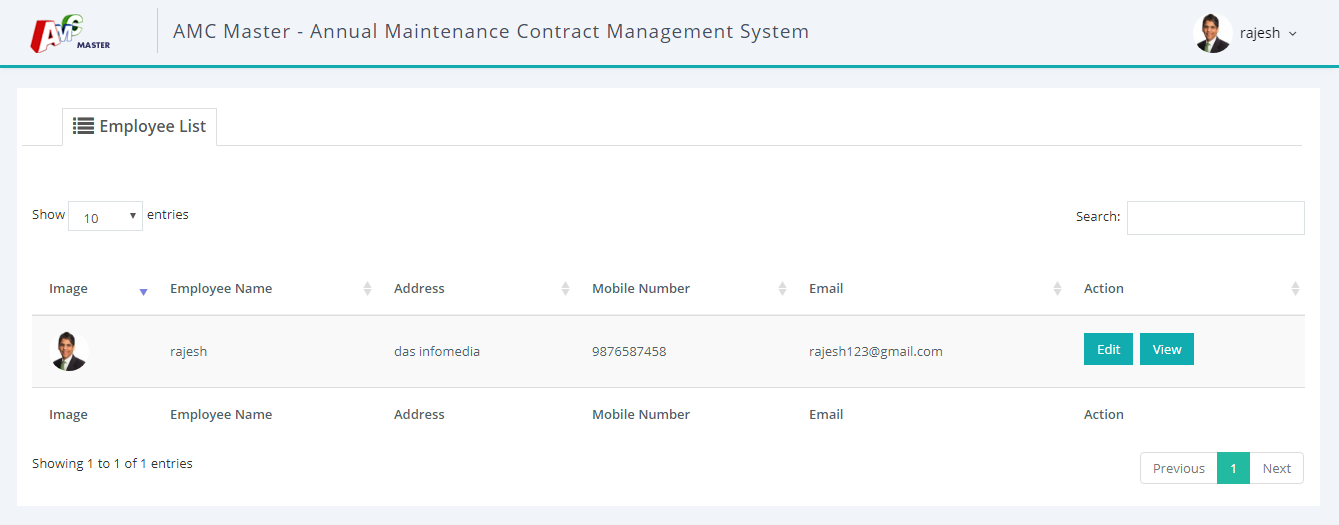 AMC MASTER
AMC Master - Annual Maintenance Contract Management System
rajesh
Employee List
Show 10 entries
Search:
Image Employee Name Address Mobile Number Email Action
rajesh das infomedia 9876587458 rajesh123@gmail.com Edit View
Image Employee Name Address Mobile Number Email Action
Showing 1 to 1 of 1 entries
Previous 1 Next